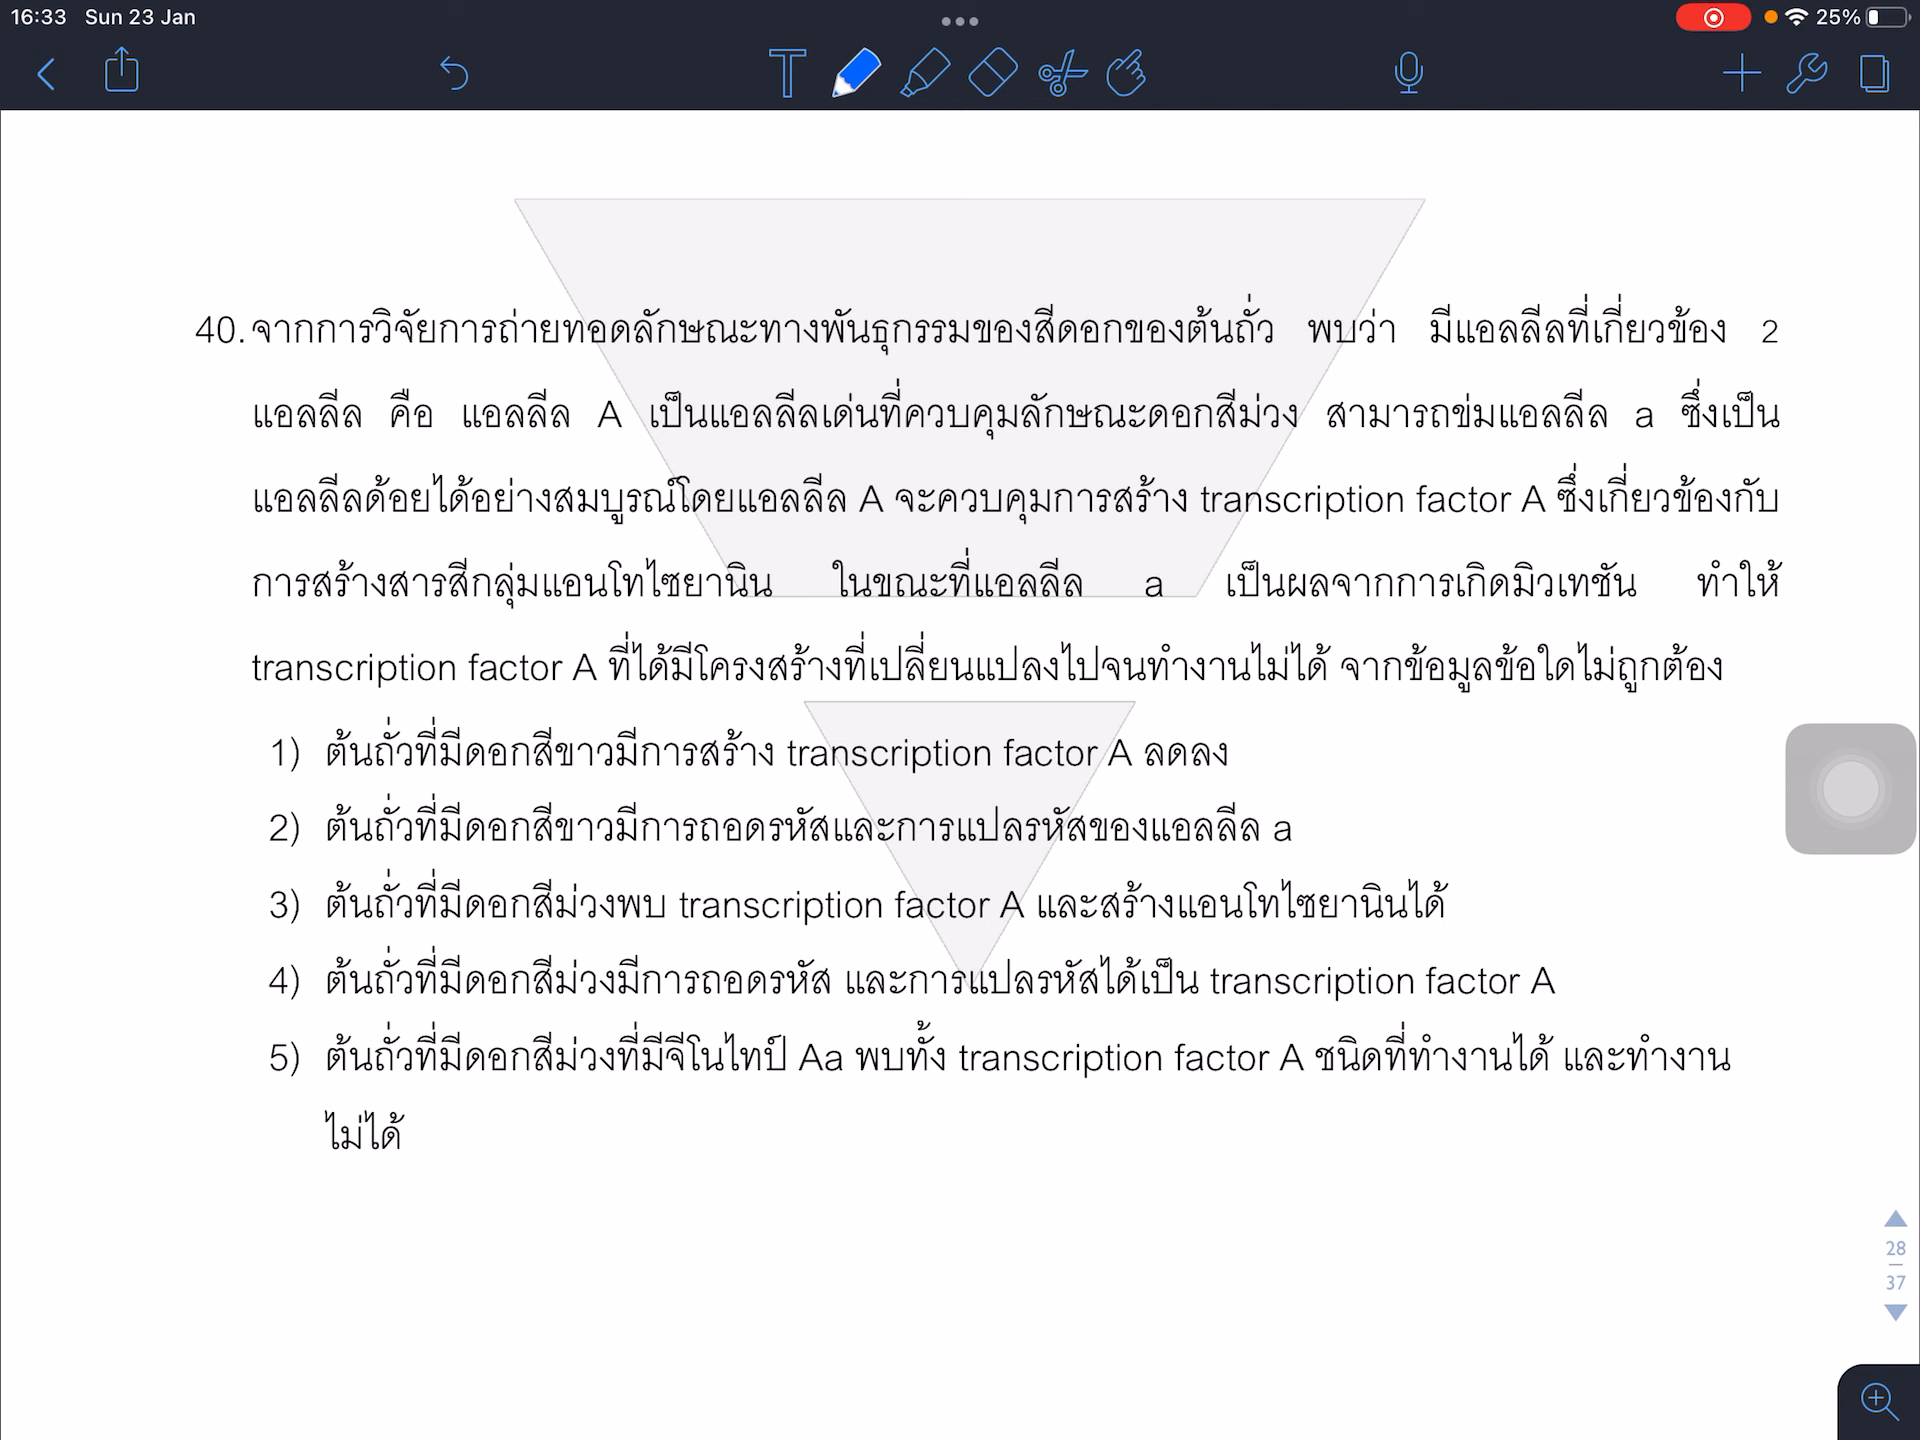 16:33 Sun 23 Jan
25%
T
40. จากการวิจัยการถ่ายทอดลักษณะทางพันธุกรรมของสีดอกของต้นถั่ว พบว่า มีแอลลีลที่เกี่ยวข้อง 2
แอลลีล คือ แอลลีล A เป็นแอลลีลเด่นที่ควบคุมลักษณะดอกสีม่วง สามารถข่มแอลลีล a ซึ่งเป็น
แอลลีลด้อยได้อย่างสมบูรณ์โดยแอลลีล A จะควบคุมการสร้าง transcription factor A ซึ่งเกี่ยวข้องกับ
การสร้างสารสีกลุ่มแอนโทไซยานิน ในขณะที่แอลลีล a เป็นผลจากการเกิดมิวเทชัน ทำให้
transcription factor A ที่ได้มีโครงสร้างที่เปลี่ยนแปลงไปจนทำงานไม่ได้ จากข้อมูลข้อใดไม่ถูกต้อง
1) ต้นถั่วที่มีดอกสีขาวมีการสร้าง transcription factor A ลดลง
2) ต้นถั่วที่มีดอกสีขาวมีการถอดรหัสและการแปลรหัสของแอลลีล a
3) ต้นถั่วที่มีดอกสีม่วงพบ transcription factor A และสร้างแอนโทไซยานินได้
4) ต้นถั่วที่มีดอกสีม่วงมีการถอดรหัส และการแปลรหัสได้เป็น transcription factor A
5) ต้นถั่วที่มีดอกสีม่วงที่มีจีโนไทป์ Aa พบทั้ง transcription factor A ชนิดที่ทำงานได้ และทำงาน
ไม่ได้
28
37